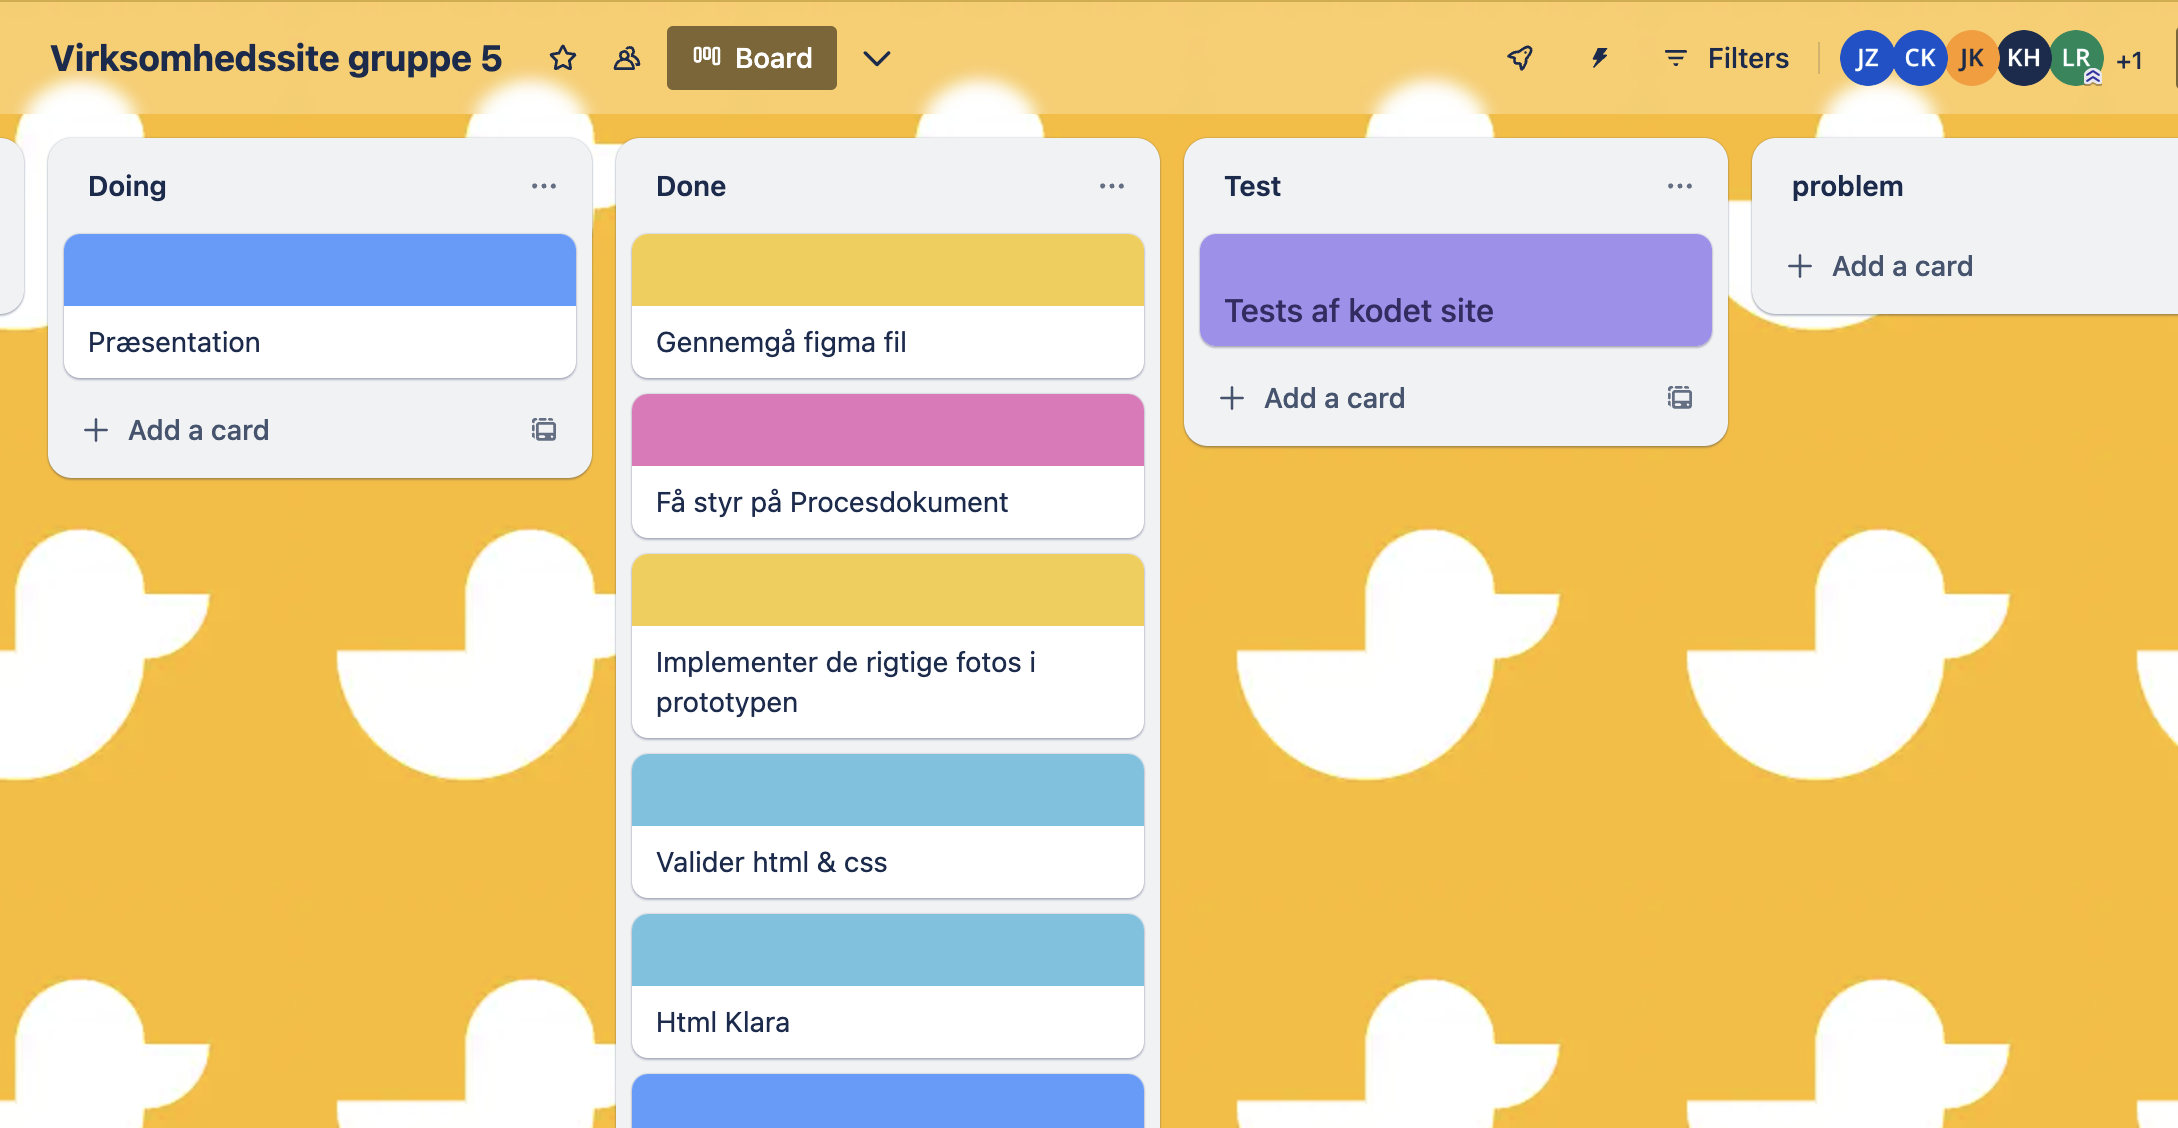 Virksomhedssite gruppe 5
Board
Filters
JZ
CK
JK
KH
LR
+1
Doing
Præsentation
Add a card
Done
Gennemgå figma fil
Få styr på Procesdokument
Implementer de rigtige fotos i
prototypen
Valider html & css
Html Klara
Test
Tests af kodet site
Add a card
problem
Add a card